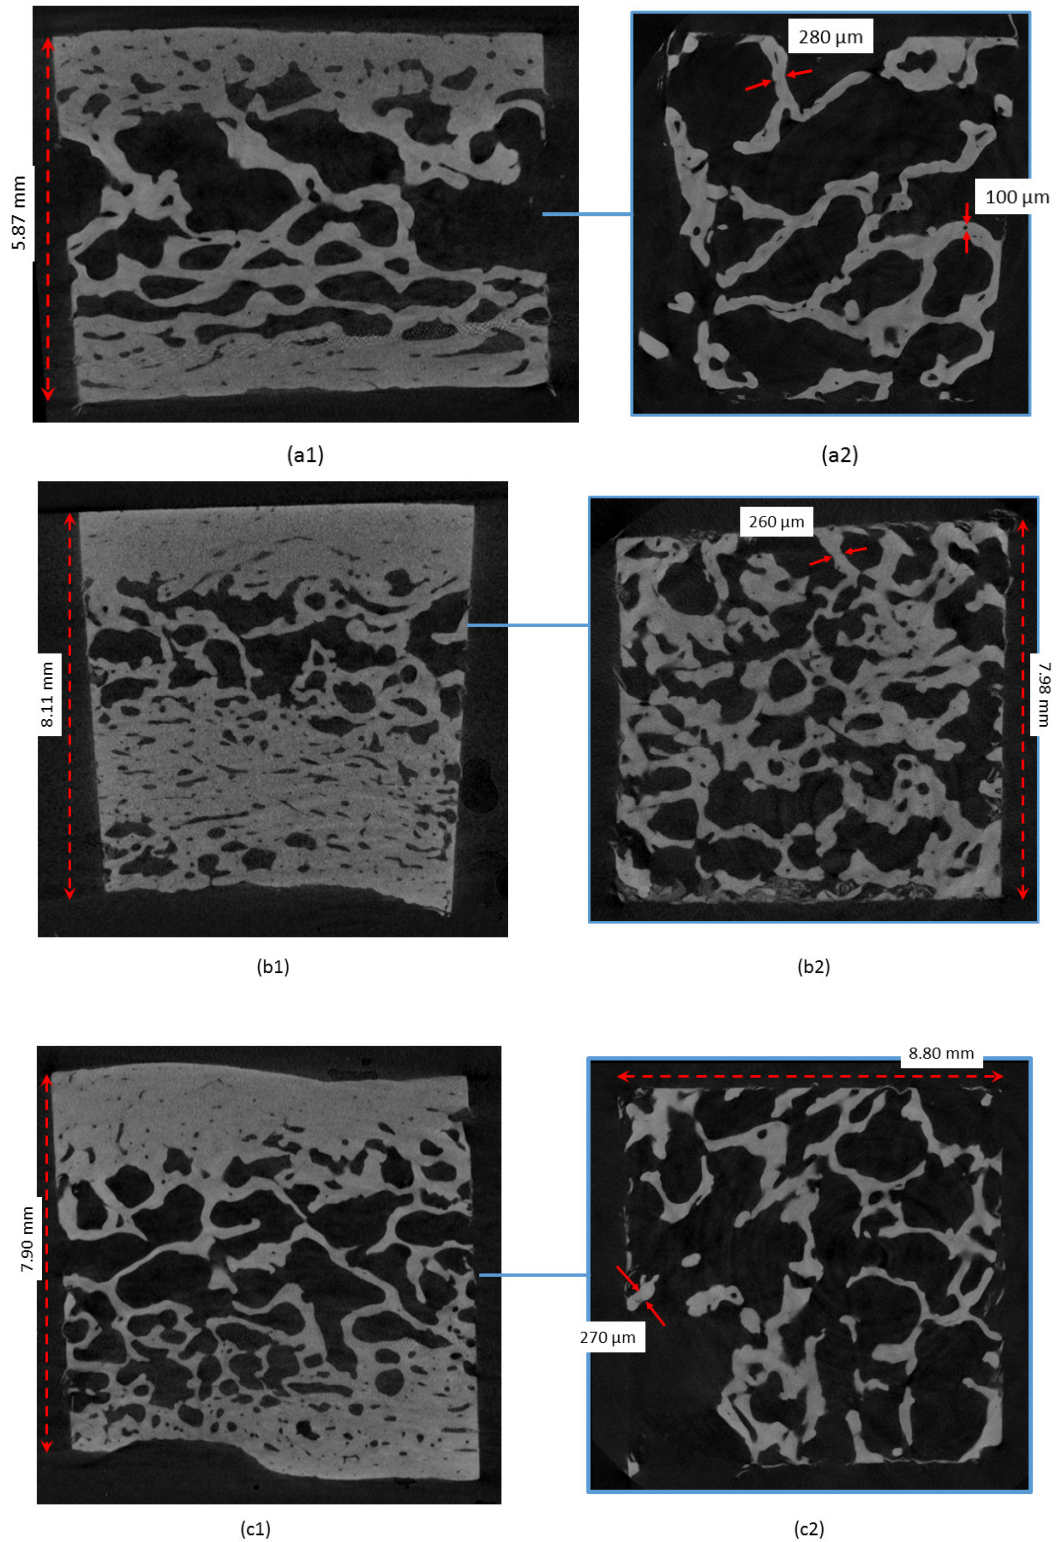 280 µm
5.87 mm
100 µm
(a1)
(a2)
260 µm
8.11 mm
7.98 mm
(b1)
(b2)
8.80 mm
7.90 mm
270 µm
(c1)
(c2)